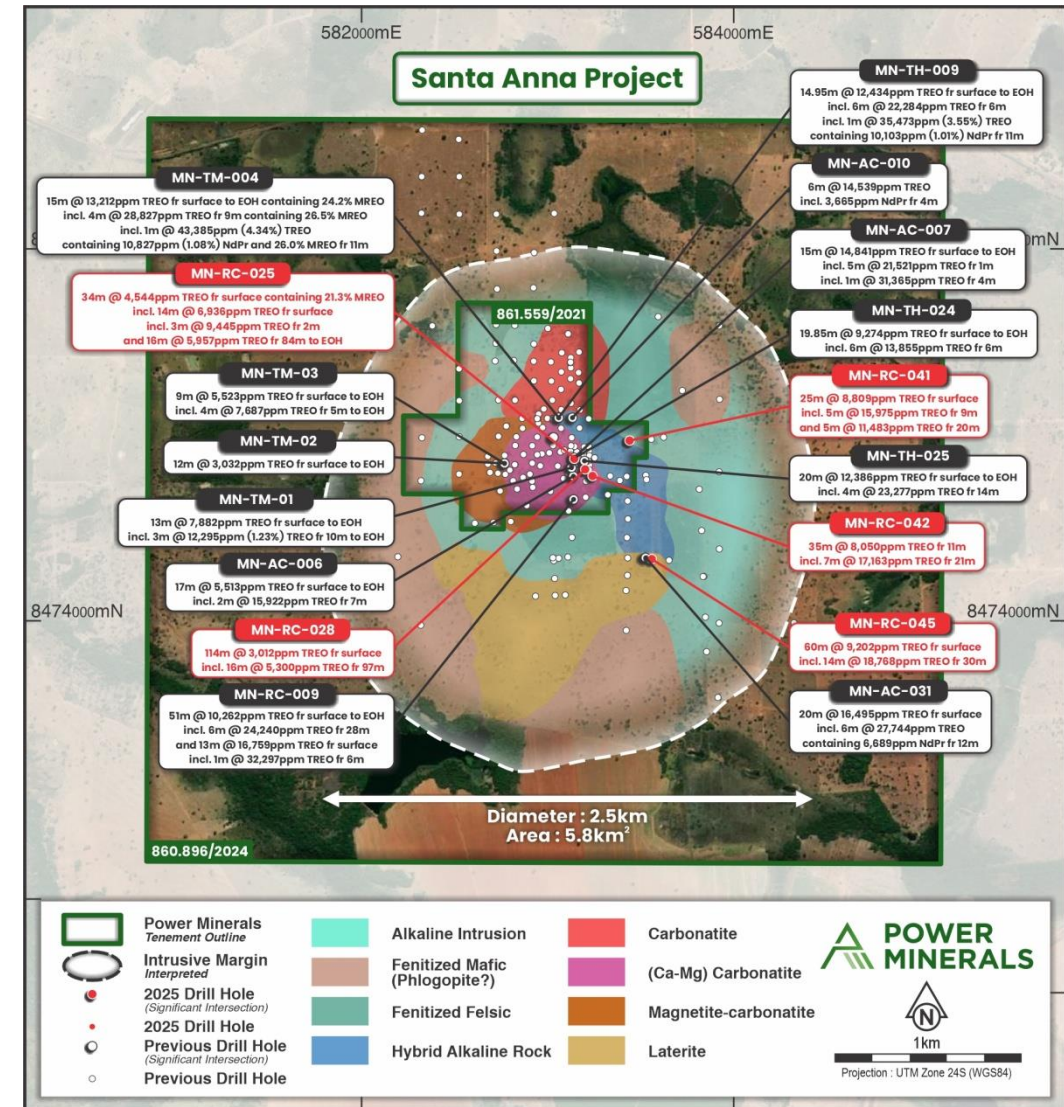 582000mE
584000mE
Santa Anna Project
MN-TH-009
14.95m @ 12,434ppm TREO fr surface to EOH
incl. 6m @ 22,284ppm TREO fr 6m
incl. 1m @ 35,473ppm (3.55%) TREO
containing 10,103ppm (1.01%) NdPr fr 11m
MN-TM-004
15m @ 13,212ppm TREO fr surface to EOH containing 24.2% MREO
incl. 4m @ 28,827ppm TREO fr 9m containing 26.5% MREO
incl. 1m @ 43,385ppm (4.34%) TREO
containing 10,827ppm (1.08%) NdPr and 26.0% MREO fr 11m
MN-AC-010
6m @ 14,539ppm TREO
incl. 3,665ppm NdPr fr 4m
MN-AC-007
15m @ 14,841ppm TREO fr surface to EOH
incl. 5m @ 21,521ppm TREO fr 1m
incl. 1m @ 31,365ppm TREO fr 4m
MN-RC-025
34m @ 4,544ppm TREO fr surface containing 21.3% MREO
incl. 14m @ 6,936ppm TREO fr surface
incl. 3m @ 9,445ppm TREO fr 2m
and 16m @ 5,957ppm TREO fr 84m to EOH
861.559/2021
MN-TH-024
19.85m @ 9,274ppm TREO fr surface to EOH
incl. 6m @ 13,855ppm TREO fr 6m
MN-TM-03
9m @ 5,523ppm TREO fr surface to EOH
incl. 4m @ 7,687ppm TREO fr 5m to EOH
MN-RC-041
25m @ 8,809ppm TREO fr surface
incl. 5m @ 15,975ppm TREO fr 9m
and 5m @ 11,483ppm TREO fr 20m
MN-TM-02
12m @ 3,032ppm TREO fr surface to EOH
MN-TH-025
20m @ 12,386ppm TREO fr surface to EOH
incl. 4m @ 23,277ppm TREO fr 14m
MN-TM-01
13m @ 7,882ppm TREO fr surface to EOH
incl. 3m @ 12,295ppm (1.23%) TREO fr 10m to EOH
MN-RC-042
35m @ 8,050ppm TREO fr 11m
incl. 7m @ 17,163ppm TREO fr 21m
MN-AC-006
17m @ 5,513ppm TREO fr surface to EOH
incl. 2m @ 15,922ppm TREO fr 7m
8474000mN
8474000mN
MN-RC-028
114m @ 3,012ppm TREO fr surface
incl. 16m @ 5,300ppm TREO fr 97m
MN-RC-045
60m @ 9,202ppm TREO fr surface
incl. 14m @ 18,768ppm TREO fr 30m
MN-RC-009
51m @ 10,262ppm TREO fr surface to EOH
incl. 6m @ 24,240ppm TREO fr 28m
and 13m @ 16,759ppm TREO fr surface
incl. 1m @ 32,297ppm TREO fr 6m
MN-AC-031
20m @ 16,495ppm TREO fr surface
incl. 6m @ 27,744ppm TREO
containing 6,689ppm NdPr fr 12m
Diameter : 2.5km
Area : 5.8km²
860.896/2024
Power Minerals
Tenement Outline
Intrusive Margin
Interpreted
2025 Drill Hole
(Significant Intersection)
2025 Drill Hole
Previous Drill Hole
(Significant Intersection)
Previous Drill Hole
Alkaline Intrusion
Fenitized Mafic
(Phlogopite?)
Fenitized Felsic
Hybrid Alkaline Rock
Carbonatite
(Ca-Mg) Carbonatite
Magnetite-carbonatite
Laterite
POWER
MINERALS
N
1km
Projection : UTM Zone 24S (WGS84)